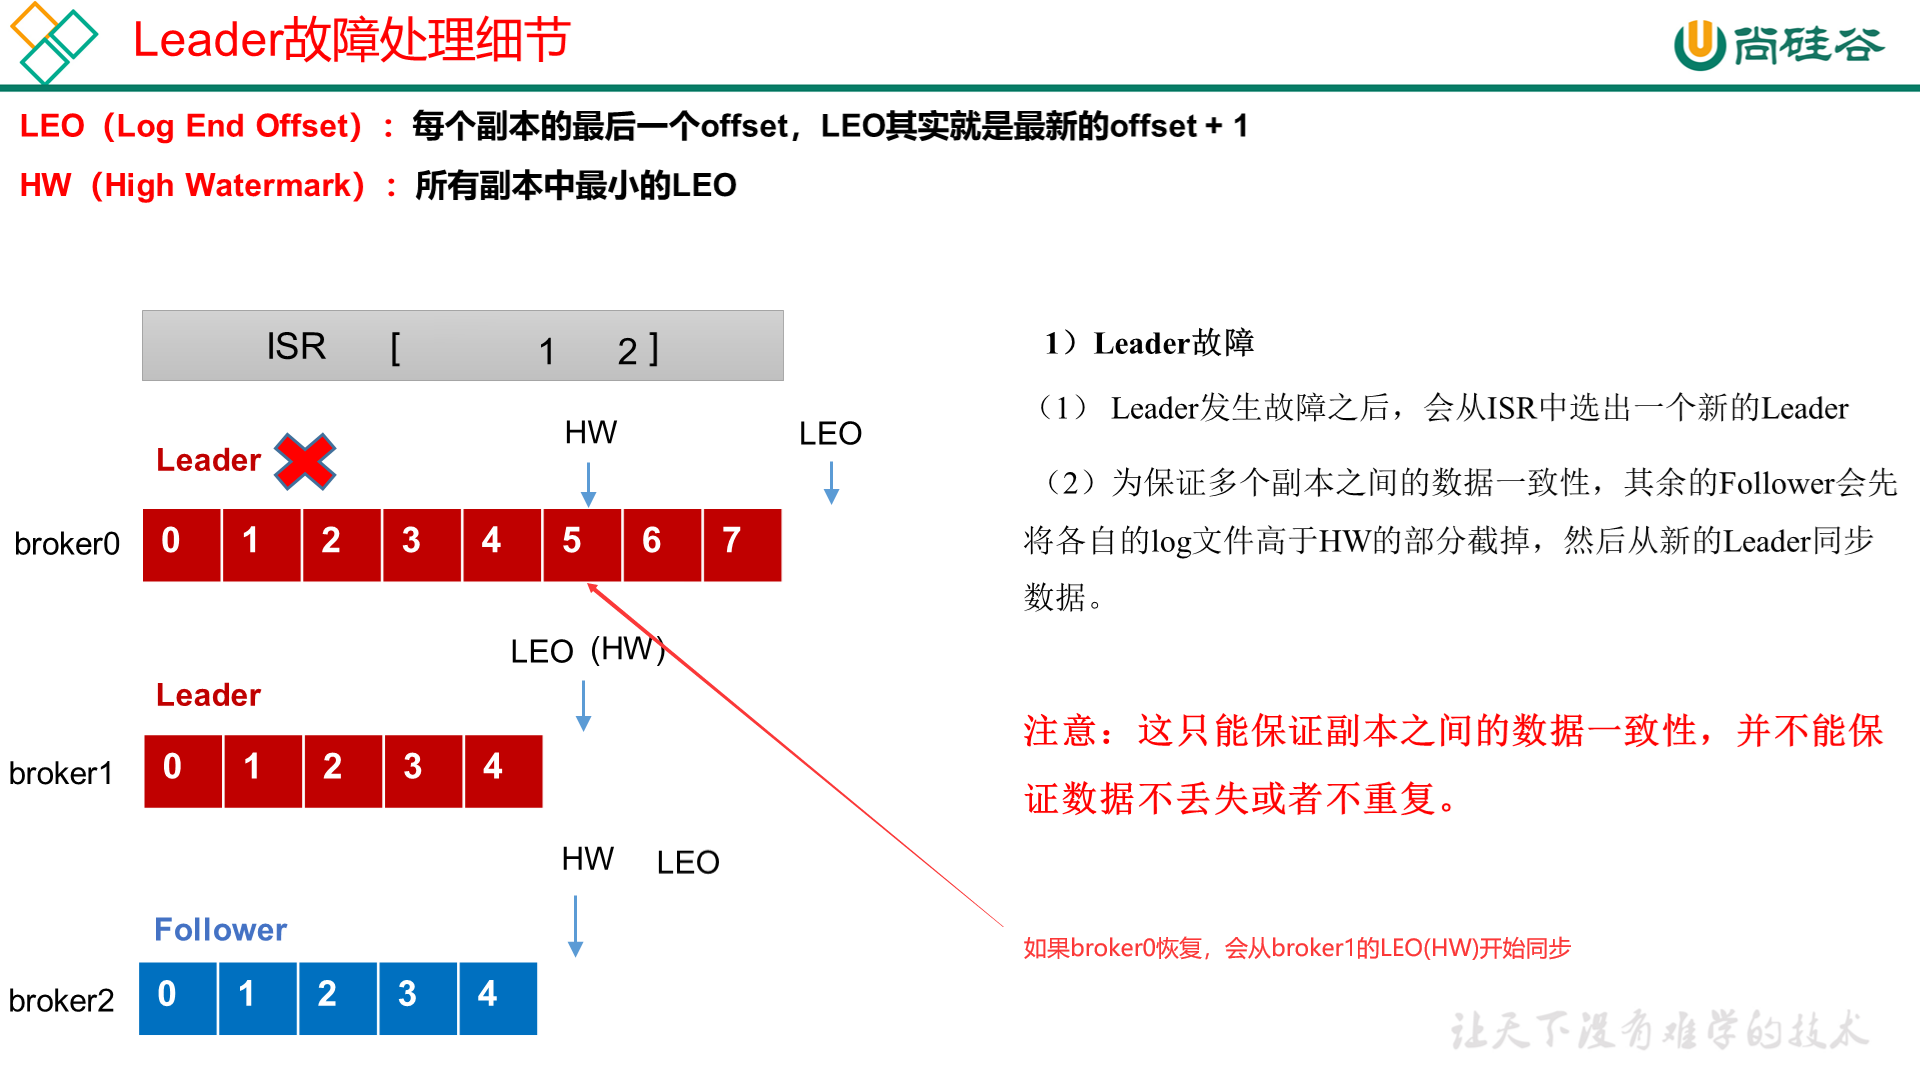 Leader故障处理细节
尚硅谷
LEO（Log End Offset）：每个副本的最后一个offset，LEO其实就是最新的offset + 1
HW（High Watermark）：所有副本中最小的LEO
ISR [ 1 2 ]
HW LEO
Leader
broker0 0 1 2 3 4 5 6 7
LEO (HW)
Leader
broker1 0 1 2 3 4
HW LEO
Follower
broker2 0 1 2 3 4
1）Leader故障
（1） Leader发生故障之后，会从ISR中选出一个新的Leader
（2）为保证多个副本之间的数据一致性，其余的Follower会先
将各自的log文件高于HW的部分截掉，然后从新的Leader同步
数据。
注意：这只能保证副本之间的数据一致性，并不能保
证数据不丢失或者不重复。
如果broker0恢复，会从broker1的LEO(HW)开始同步
让天下没有难学的技术